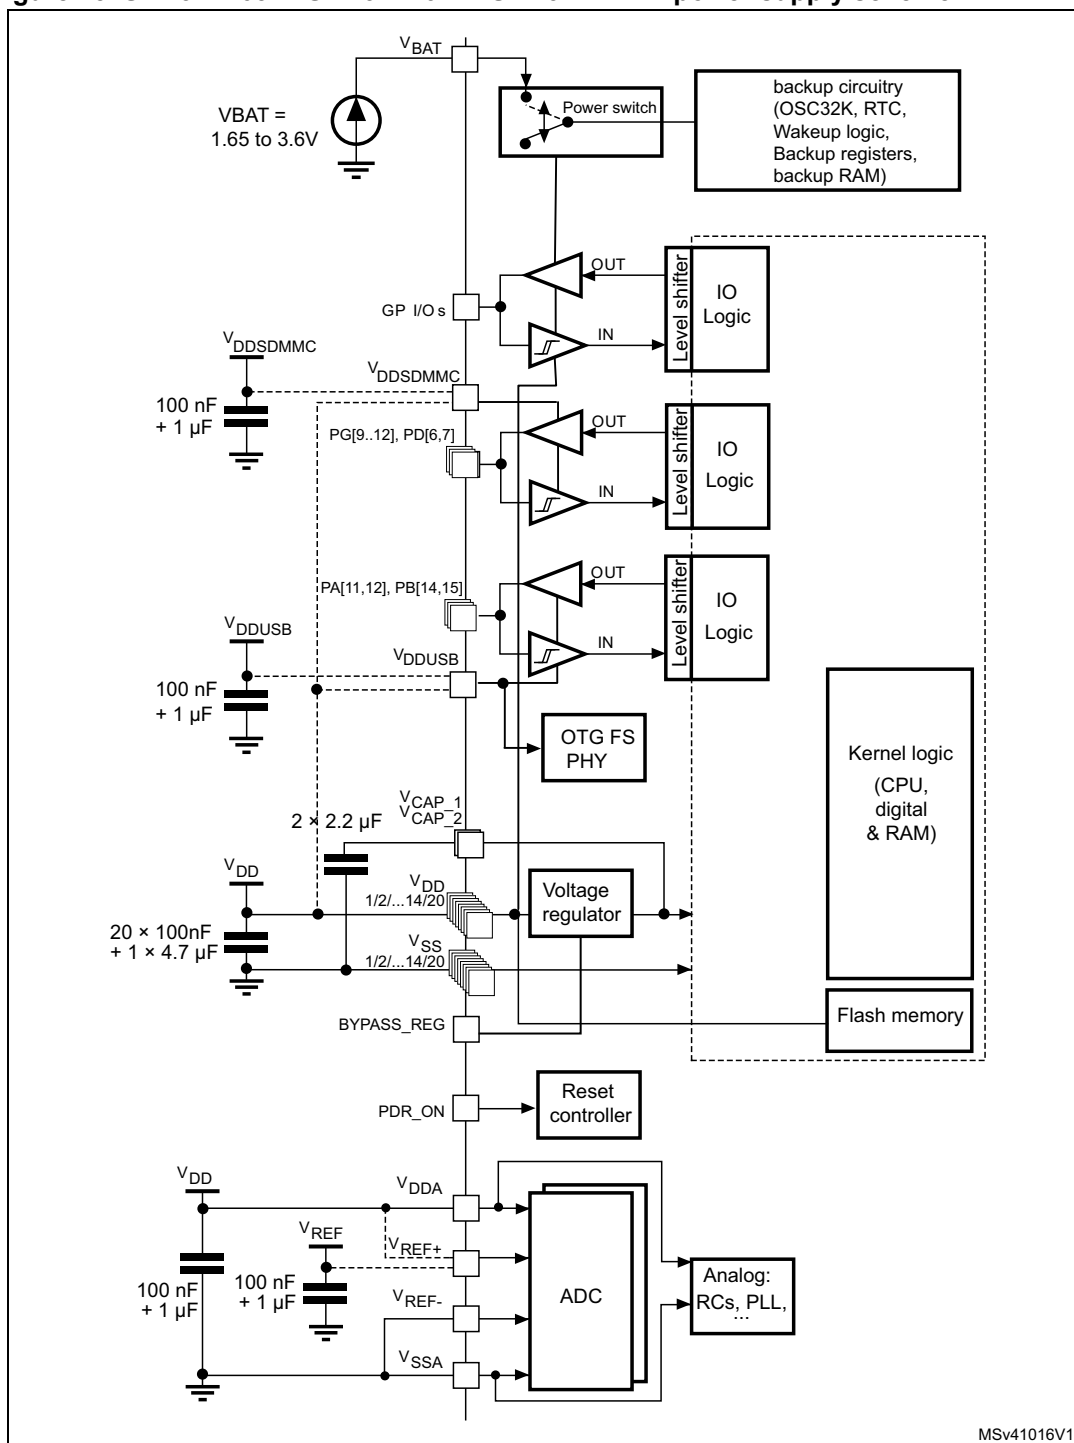 VBAT
VBAT =
1.65 to 3.6V
Power switch
backup circuitry
(OSC32K, RTC,
Wakeup logic,
Backup registers,
backup RAM)
GP I/Os
OUT
IN
Level shifter
IO
Logic
VDDSDMMC
100 nF
+ 1 µF
VDDSDMMC
PG[9..12], PD[6,7]
OUT
IN
Level shifter
IO
Logic
PA[11,12], PB[14,15]
OUT
IN
Level shifter
IO
Logic
VDDUSB
100 nF
+ 1 µF
VDDUSB
OTG FS
PHY
Kernel logic
(CPU,
digital
& RAM)
VCAP_1
VCAP_2
2 × 2.2 µF
VDD
20 × 100nF
+ 1 × 4.7 µF
VDD
1/2/...14/20
Voltage
regulator
VSS
1/2/...14/20
BYPASS_REG
Flash memory
PDR_ON
Reset
controller
VDD
100 nF
+ 1 µF
VDDA
VREF
100 nF
+ 1 µF
VREF+
VREF-
VSSA
ADC
Analog:
RCs, PLL,
...
MSv41016V1